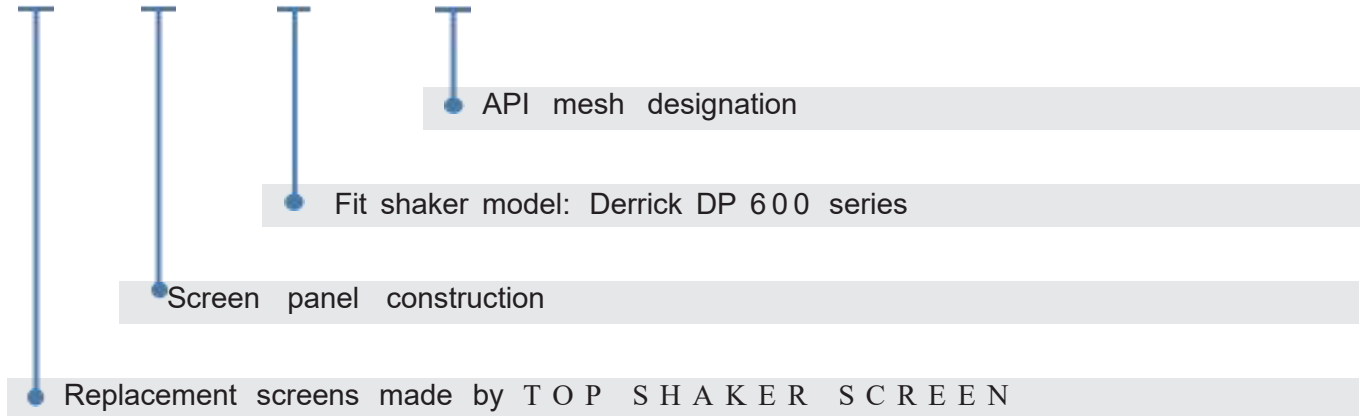 API mesh designation
Fit shaker model: Derrick DP 600 series
Screen panel construction
Replacement screens made by TOP SHAKER SCREEN